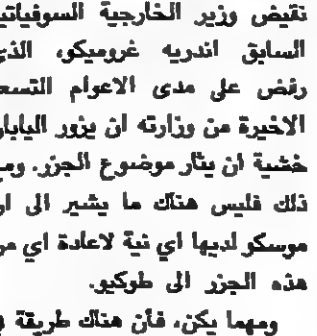 نقيض وزير الخارجية السوفياتي
السابق اندريه غروميكو، الذي
رفض على مدى الاعوام التسعة
الاخيرة من وزارته ان يزور اليابان
خشية ان يثار موضوع الجزر. ومع
ذلك فليس هناك ما يشير الى ان
موسكو لديها اي نية لاعادة اي من
هذه الجزر الى طوكيو.
ومهما يكن، فأن هناك طريقة